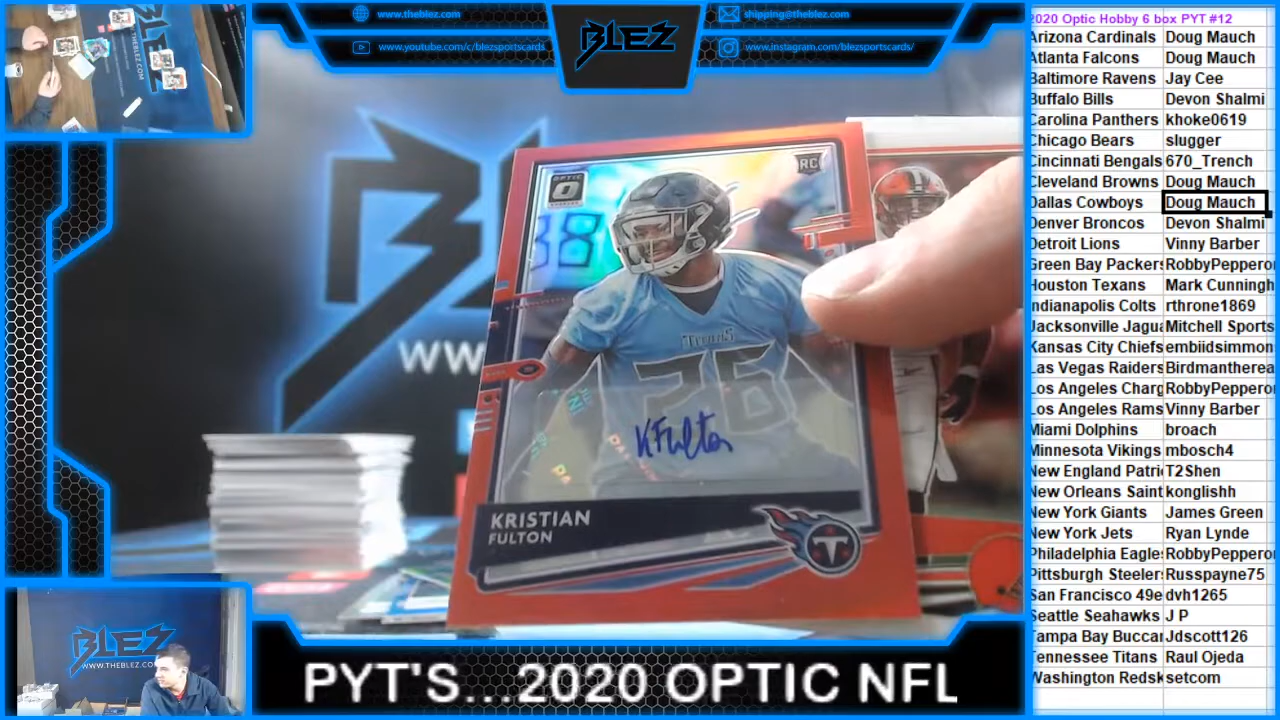 www.theblez.com
www.youtube.com/c/blezsportscards
BLEZ
shipping@theblez.com
www.instagram.com/blezsportscards/
2020 Optic Hobby 6 box PYT #12
Arizona Cardinals Doug Mauch
Atlanta Falcons Doug Mauch
Baltimore Ravens Jay Cee
Buffalo Bills Devon Shalmi
Carolina Panthers khoke0619
Chicago Bears slugger
Cincinnati Bengals 670_Trench
Cleveland Browns Doug Mauch
Dallas Cowboys Doug Mauch
Denver Broncos Devon Shalmi
Detroit Lions Vinny Barber
Green Bay Packers RobbyPepperon
Houston Texans Mark Cunningh
Indianapolis Colts rthrone1869
Jacksonville Jagua Mitchell Sports
Kansas City Chiefs embiidsimmon
Las Vegas Raiders Birdmantherea
Los Angeles Charg RobbyPepperon
Los Angeles Rams Vinny Barber
Miami Dolphins broach
Minnesota Vikings mbosch4
New England Patri T2Shen
New Orleans Saint konglishh
New York Giants James Green
New York Jets Ryan Lynde
Philadelphia Eagle RobbyPepperon
Pittsburgh Steelers Russpayne75
San Francisco 49e dvh1265
Seattle Seahawks J P
Tampa Bay Buccar Jdscott126
Tennessee Titans Raul Ojeda
Washington Redsk setcom
OPTIC
RC
38
TITANS
26
KFulton
KRISTIAN
FULTON
T
WW
BLEZ
WWW.THEBLEZ.CO
PYT'S...2020 OPTIC NFL